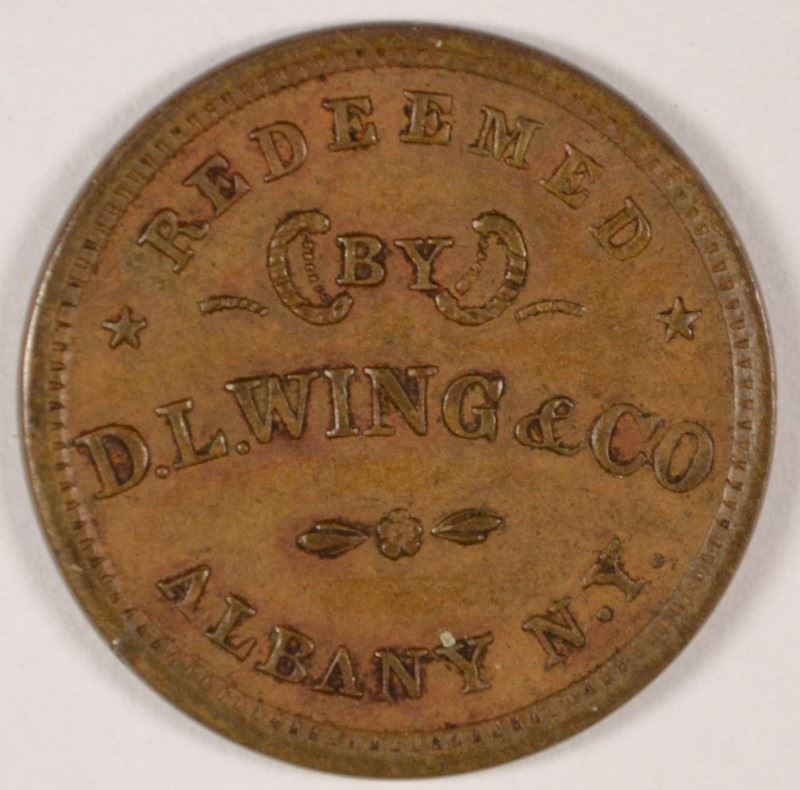 REDEEMED
BY
D.L.WING & CO
ALBANY N.Y.